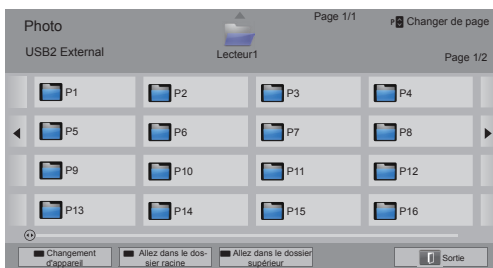 Photo
Page 1/1
P Changer de page
USB2 External
Lecteur1
Page 1/2
P1
P2
P3
P4
P5
P6
P7
P8
P9
P10
P11
P12
P13
P14
P15
P16
Changement
d'appareil
Allez dans le dos-
sier racine
Allez dans le dossier
supérieur
Sortie